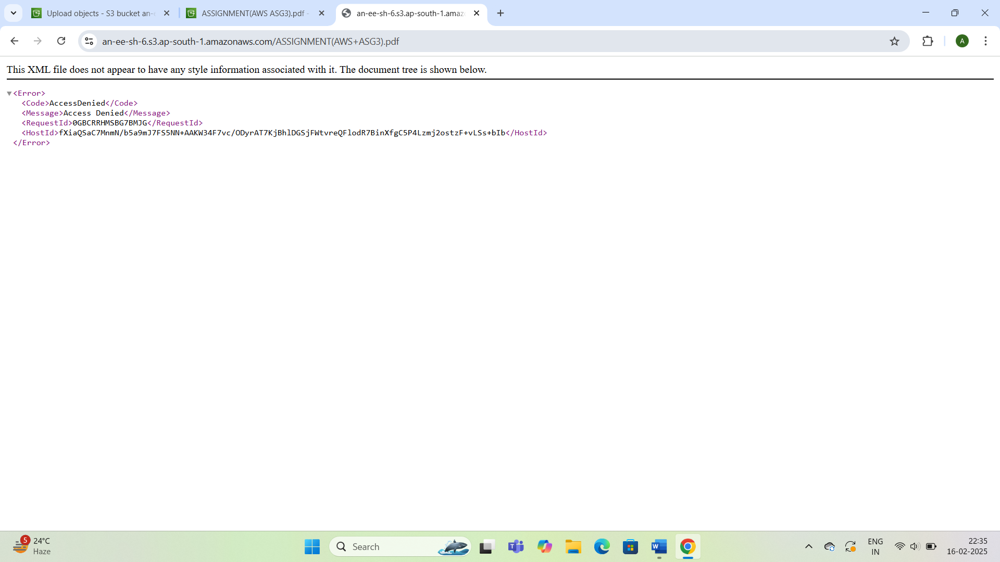 Upload objects - S3 bucket an-e
ASSIGNMENT(AWS ASG3).pdf -
an-ee-sh-6.s3.ap-south-1.amaz
an-ee-sh-6.s3.ap-south-1.amazonaws.com/ASSIGNMENT(AWS+ASG3).pdf
A
This XML file does not appear to have any style information associated with it. The document tree is shown below.
<Error>
<Code>AccessDenied</Code>
<Message>Access Denied</Message>
<RequestId>0GBCRRHMSBG7BMJG</RequestId>
<HostId>fXiaQSaC7MnmN/b5a9mJ7FS5NN+AAKW34F7vc/ODyrAT7KjBhlDGSjFWtvreQFlodR7BinXfgC5P4Lzmj2ostzF+vLSs+bIb</HostId>
</Error>
5
24°C
Haze
Search
ENG
IN
22:35
16-02-2025